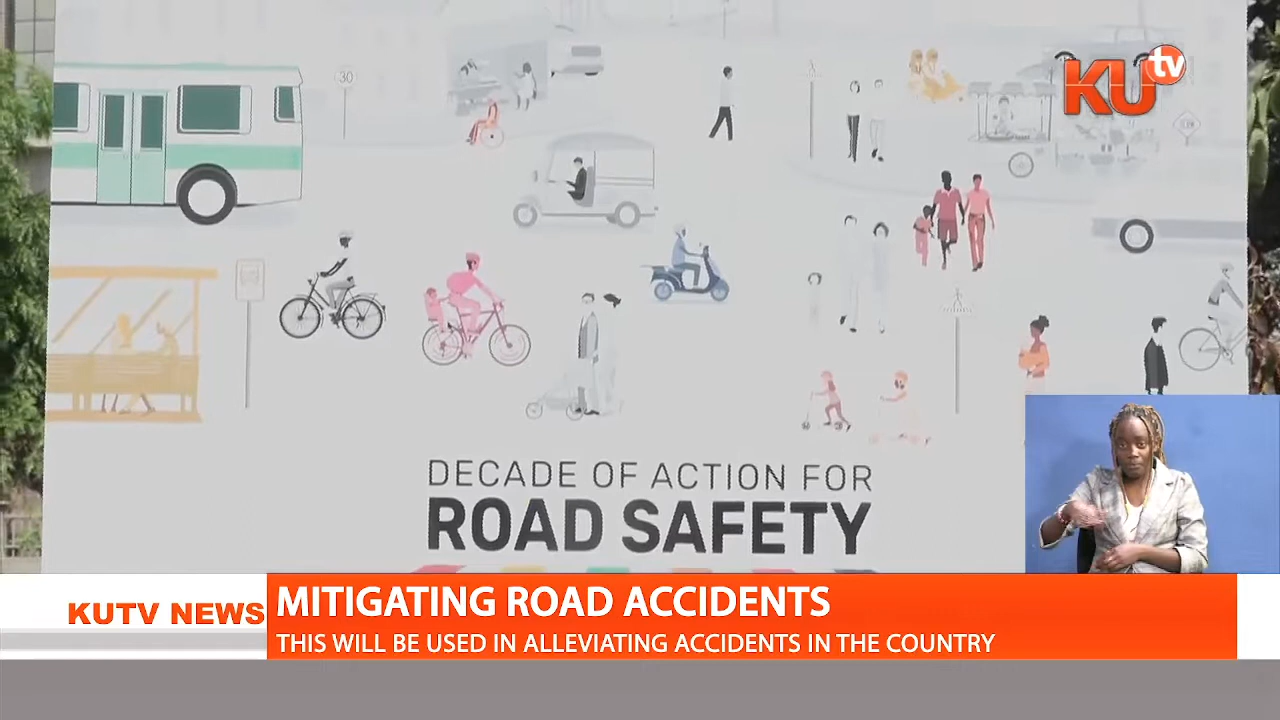 30
KU tv
DECADE OF ACTION FOR
ROAD SAFETY
KUTV NEWS
MITIGATING ROAD ACCIDENTS
THIS WILL BE USED IN ALLEVIATING ACCIDENTS IN THE COUNTRY